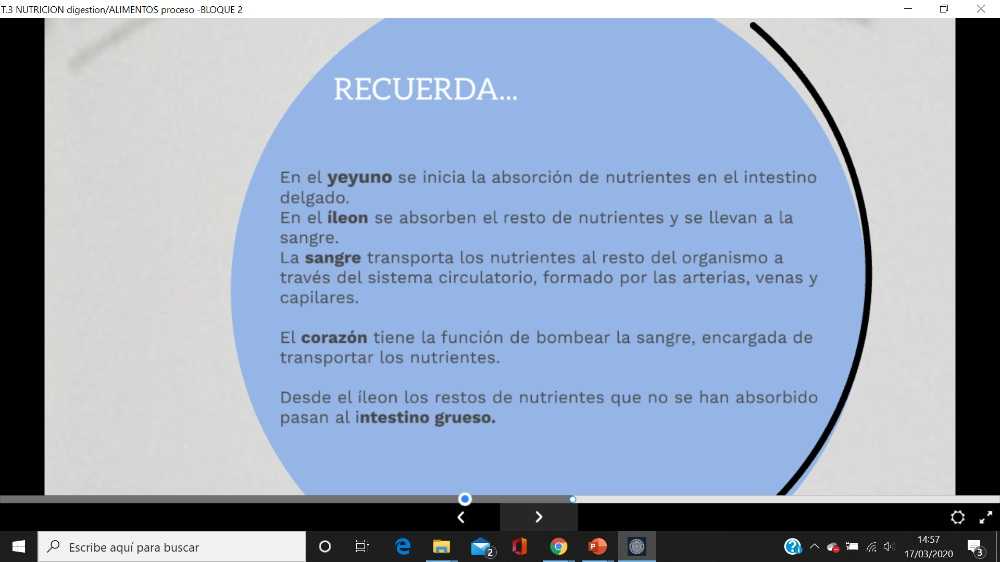 T.3 NUTRICION digestion/ALIMENTOS proceso -BLOQUE 2
RECUERDA...
En el yeyuno se inicia la absorción de nutrientes en el intestino
delgado.
En el íleon se absorben el resto de nutrientes y se llevan a la
sangre.
La sangre transporta los nutrientes al resto del organismo a
través del sistema circulatorio, formado por las arterias, venas y
capilares.
El corazón tiene la función de bombear la sangre, encargada de
transportar los nutrientes.
Desde el íleon los restos de nutrientes que no se han absorbido
pasan al intestino grueso.
Escribe aquí para buscar
2
P
14:57
17/03/2020
3